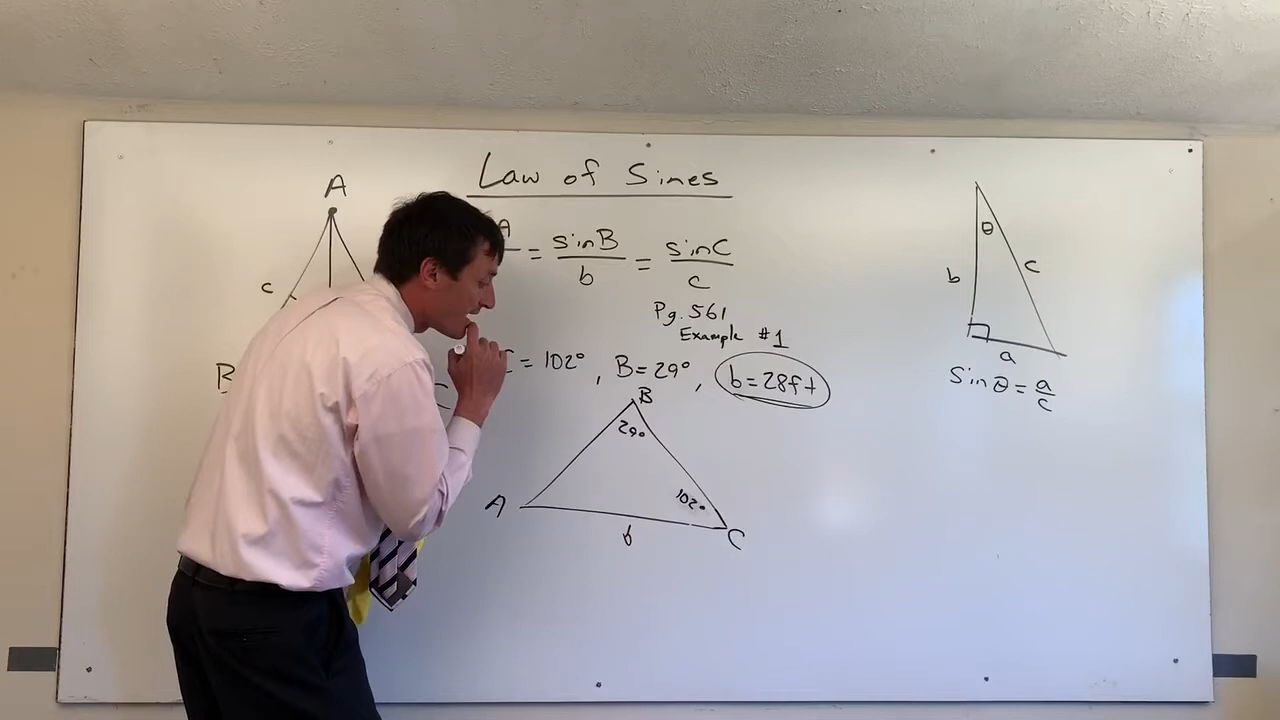 Law of Sines
A
A = sinB = sinC
b c
c
Pg. 561
Example #1
C = 102°, B = 29°, b = 28ft
B
B
29°
A
102°
b
C
θ
b
c
a
Sin θ = a/c